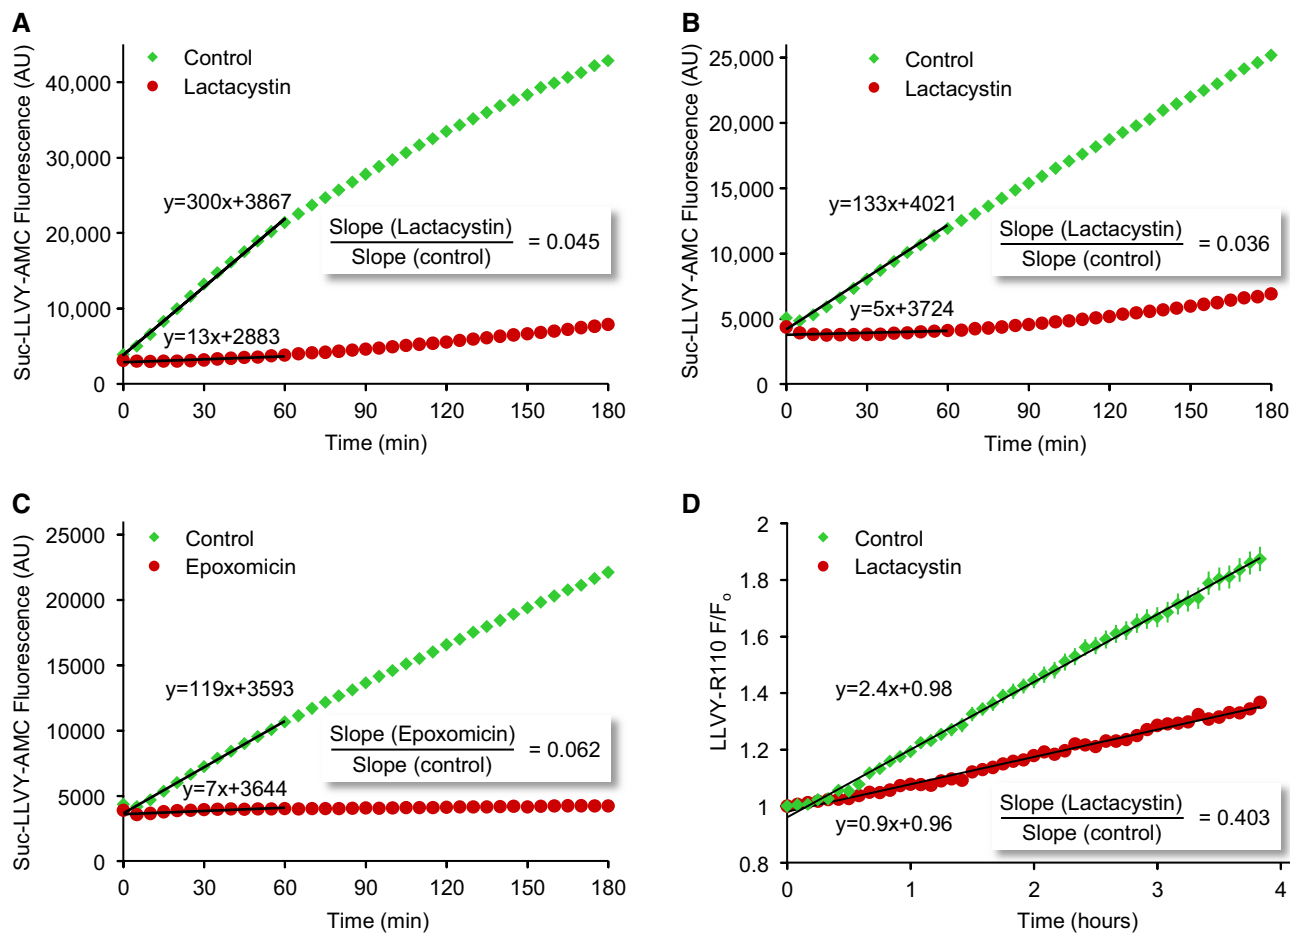 A
Suc-LLVY-AMC Fluorescence (AU)
Control
Lactacystin
40,000
30,000
20,000
10,000
0
y=300x+3867
y=13x+2883
Slope (Lactacystin)
Slope (control)
= 0.045
0 30 60 90 120 150 180
Time (min)
B
Suc-LLVY-AMC Fluorescence (AU)
Control
Lactacystin
25,000
20,000
15,000
10,000
5,000
0
y=133x+4021
y=5x+3724
Slope (Lactacystin)
Slope (control)
= 0.036
0 30 60 90 120 150 180
Time (min)
C
Suc-LLVY-AMC Fluorescence (AU)
Control
Epoxomicin
25000
20000
15000
10000
5000
0
y=119x+3593
y=7x+3644
Slope (Epoxomicin)
Slope (control)
= 0.062
0 30 60 90 120 150 180
Time (min)
D
LLVY-R110 F/Fo
Control
Lactacystin
2
1.8
1.6
1.4
1.2
1
0.8
y=2.4x+0.98
y=0.9x+0.96
Slope (Lactacystin)
Slope (control)
= 0.403
0 1 2 3 4
Time (hours)